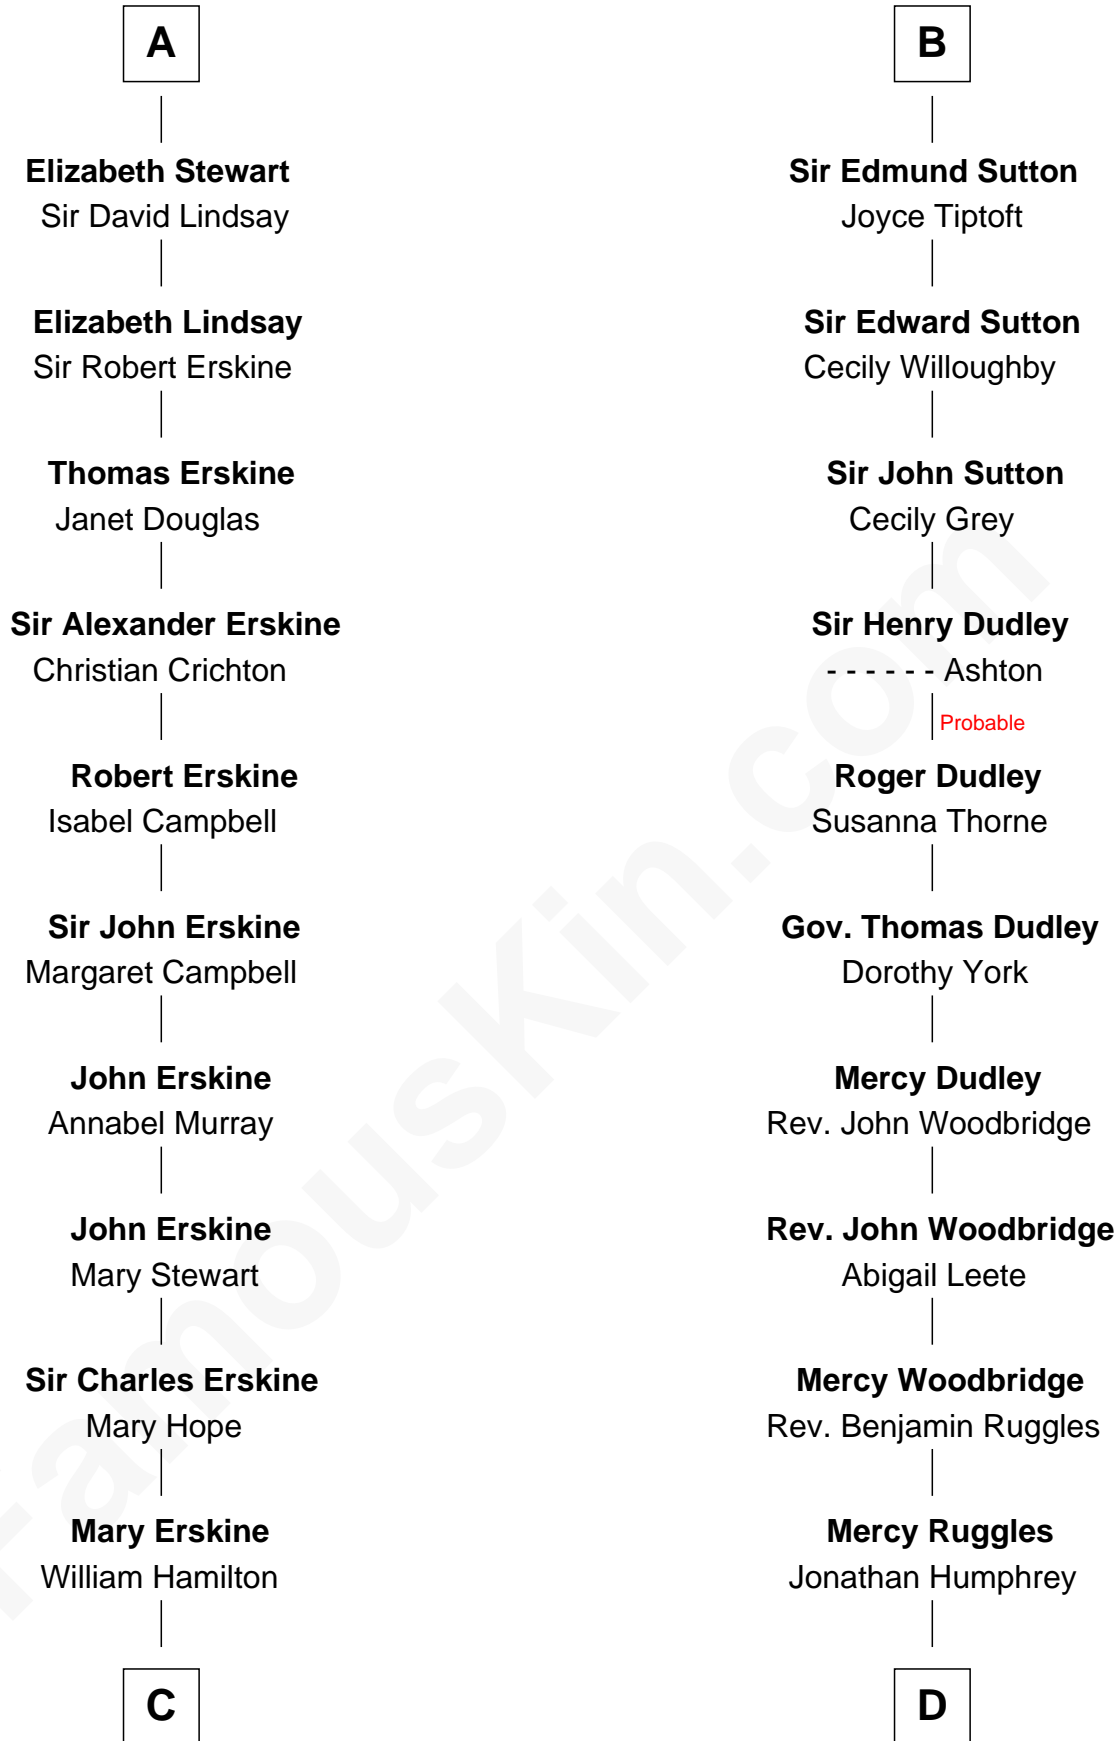 A
Elizabeth Stewart
Sir David Lindsay
Elizabeth Lindsay
Sir Robert Erskine
Thomas Erskine
Janet Douglas
Sir Alexander Erskine
Christian Crichton
Robert Erskine
Isabel Campbell
Sir John Erskine
Margaret Campbell
John Erskine
Annabel Murray
John Erskine
Mary Stewart
Sir Charles Erskine
Mary Hope
Mary Erskine
William Hamilton
C
B
Sir Edmund Sutton
Joyce Tiptoft
Sir Edward Sutton
Cecily Willoughby
Sir John Sutton
Cecily Grey
Sir Henry Dudley
- - - - - - Ashton
Probable
Roger Dudley
Susanna Thorne
Gov. Thomas Dudley
Dorothy York
Mercy Dudley
Rev. John Woodbridge
Rev. John Woodbridge
Abigail Leete
Mercy Woodbridge
Rev. Benjamin Ruggles
Mercy Ruggles
Jonathan Humphrey
D
FamousKin.com